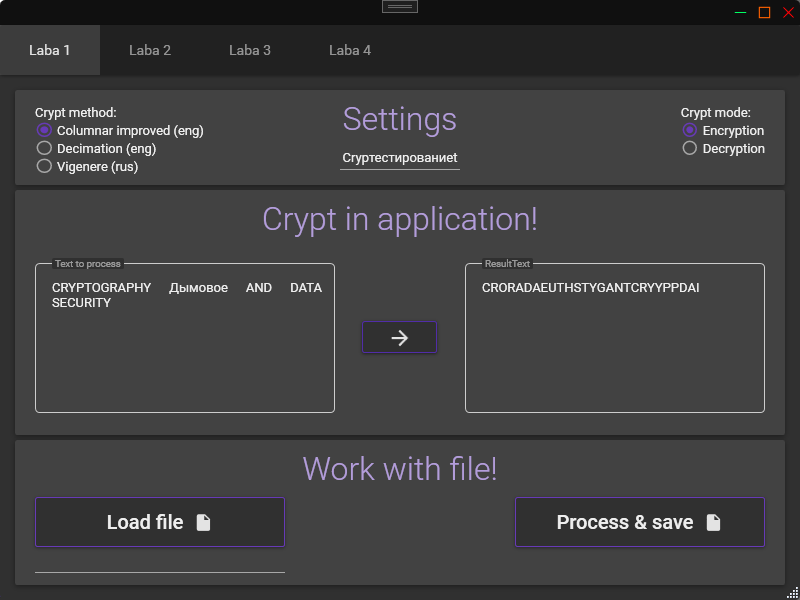 Laba 1 Laba 2 Laba 3 Laba 4
Crypt method:
Columnar improved (eng)
Decimation (eng)
Vigenere (rus)
Settings
Cryptестированиеt
Crypt mode:
Encryption
Decryption
Crypt in application!
Text to process
CRYPTOGRAPHY Дымовое AND DATA
SECURITY
ResultText
CRORADAEUTHSTYGANTCRYYPPDAI
Work with file!
Load file
Process & save